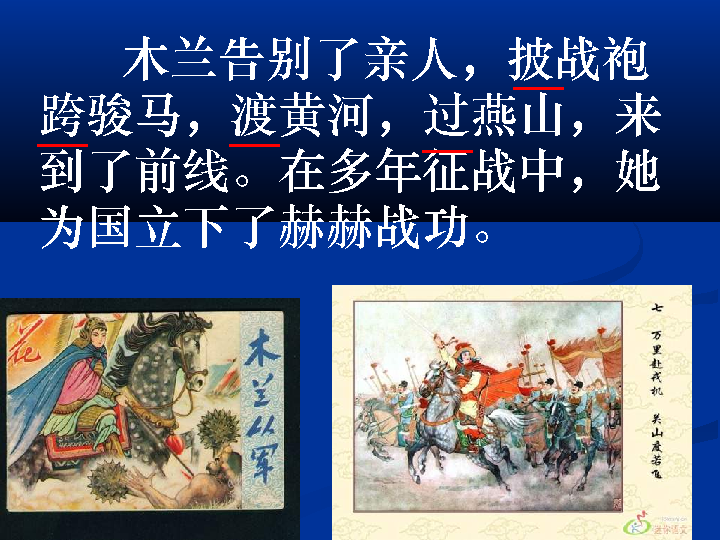 木兰告别了亲人，披战袍
跨骏马，渡黄河，过燕山，来
到了前线。在多年征战中，她
为国立下了赫赫战功。
木兰从军
七 万里赴戎机 关山度若飞